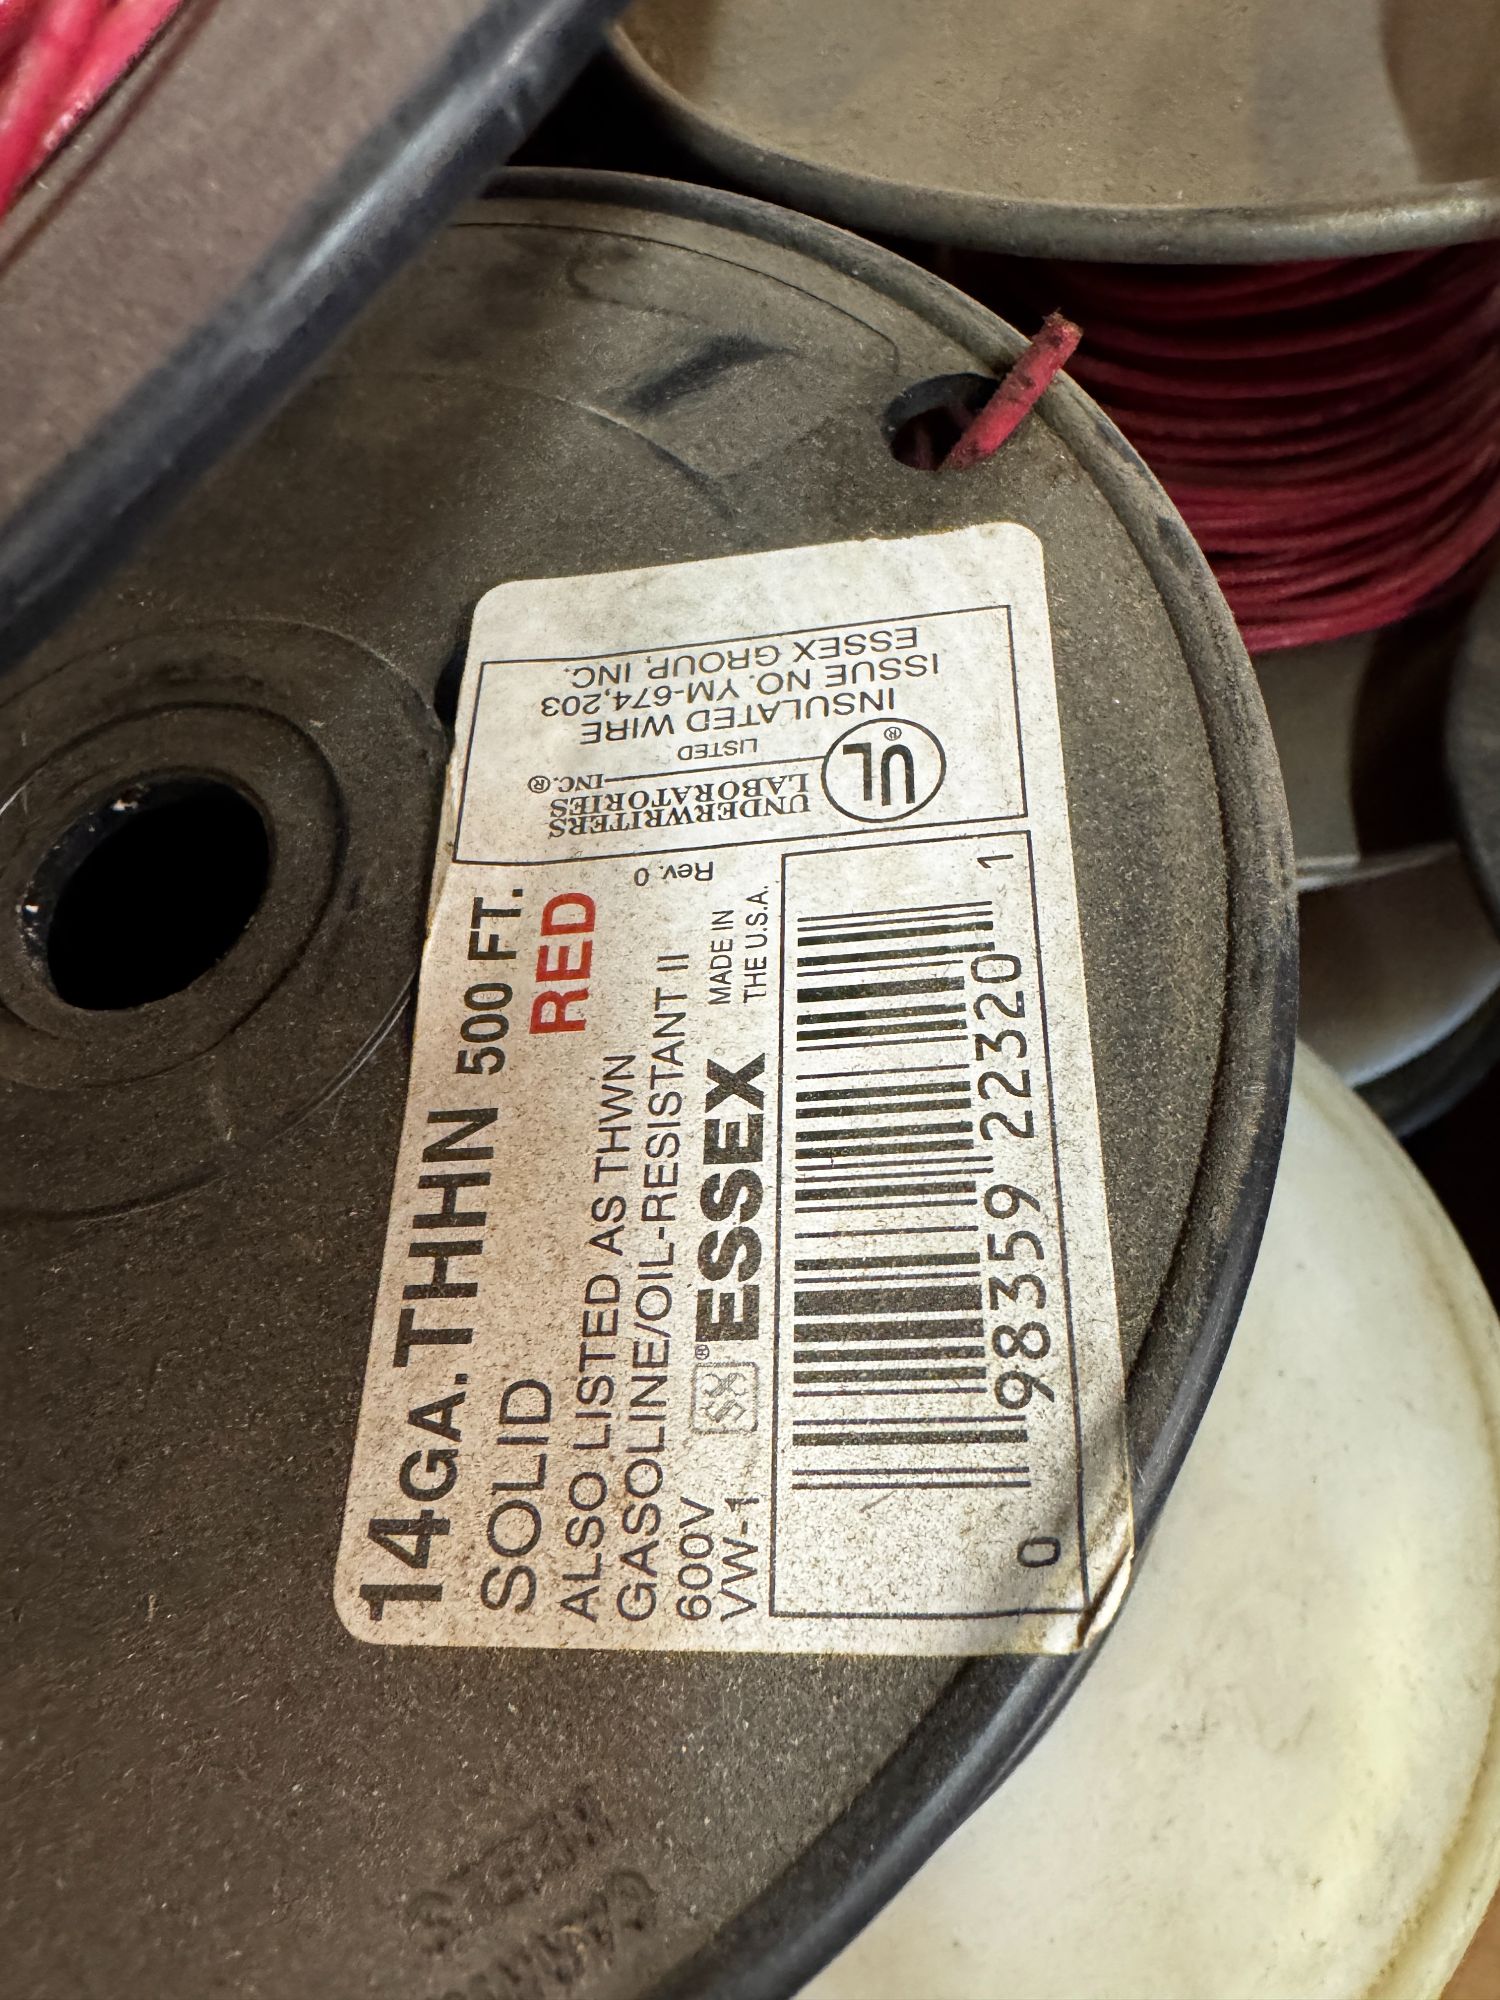 14GA. THHN 500 FT.
SOLID RED
ALSO LISTED AS THWN
GASOLINE/OIL-RESISTANT II
600V
VW-1
® ESSEX
MADE IN
THE U.S.A.
0 98359 22320 1
Rev. 0
UNDERWRITERS
LABORATORIES
INC.®
UL®
LISTED
INSULATED WIRE
ISSUE NO. YM-674,203
ESSEX GROUP, INC.